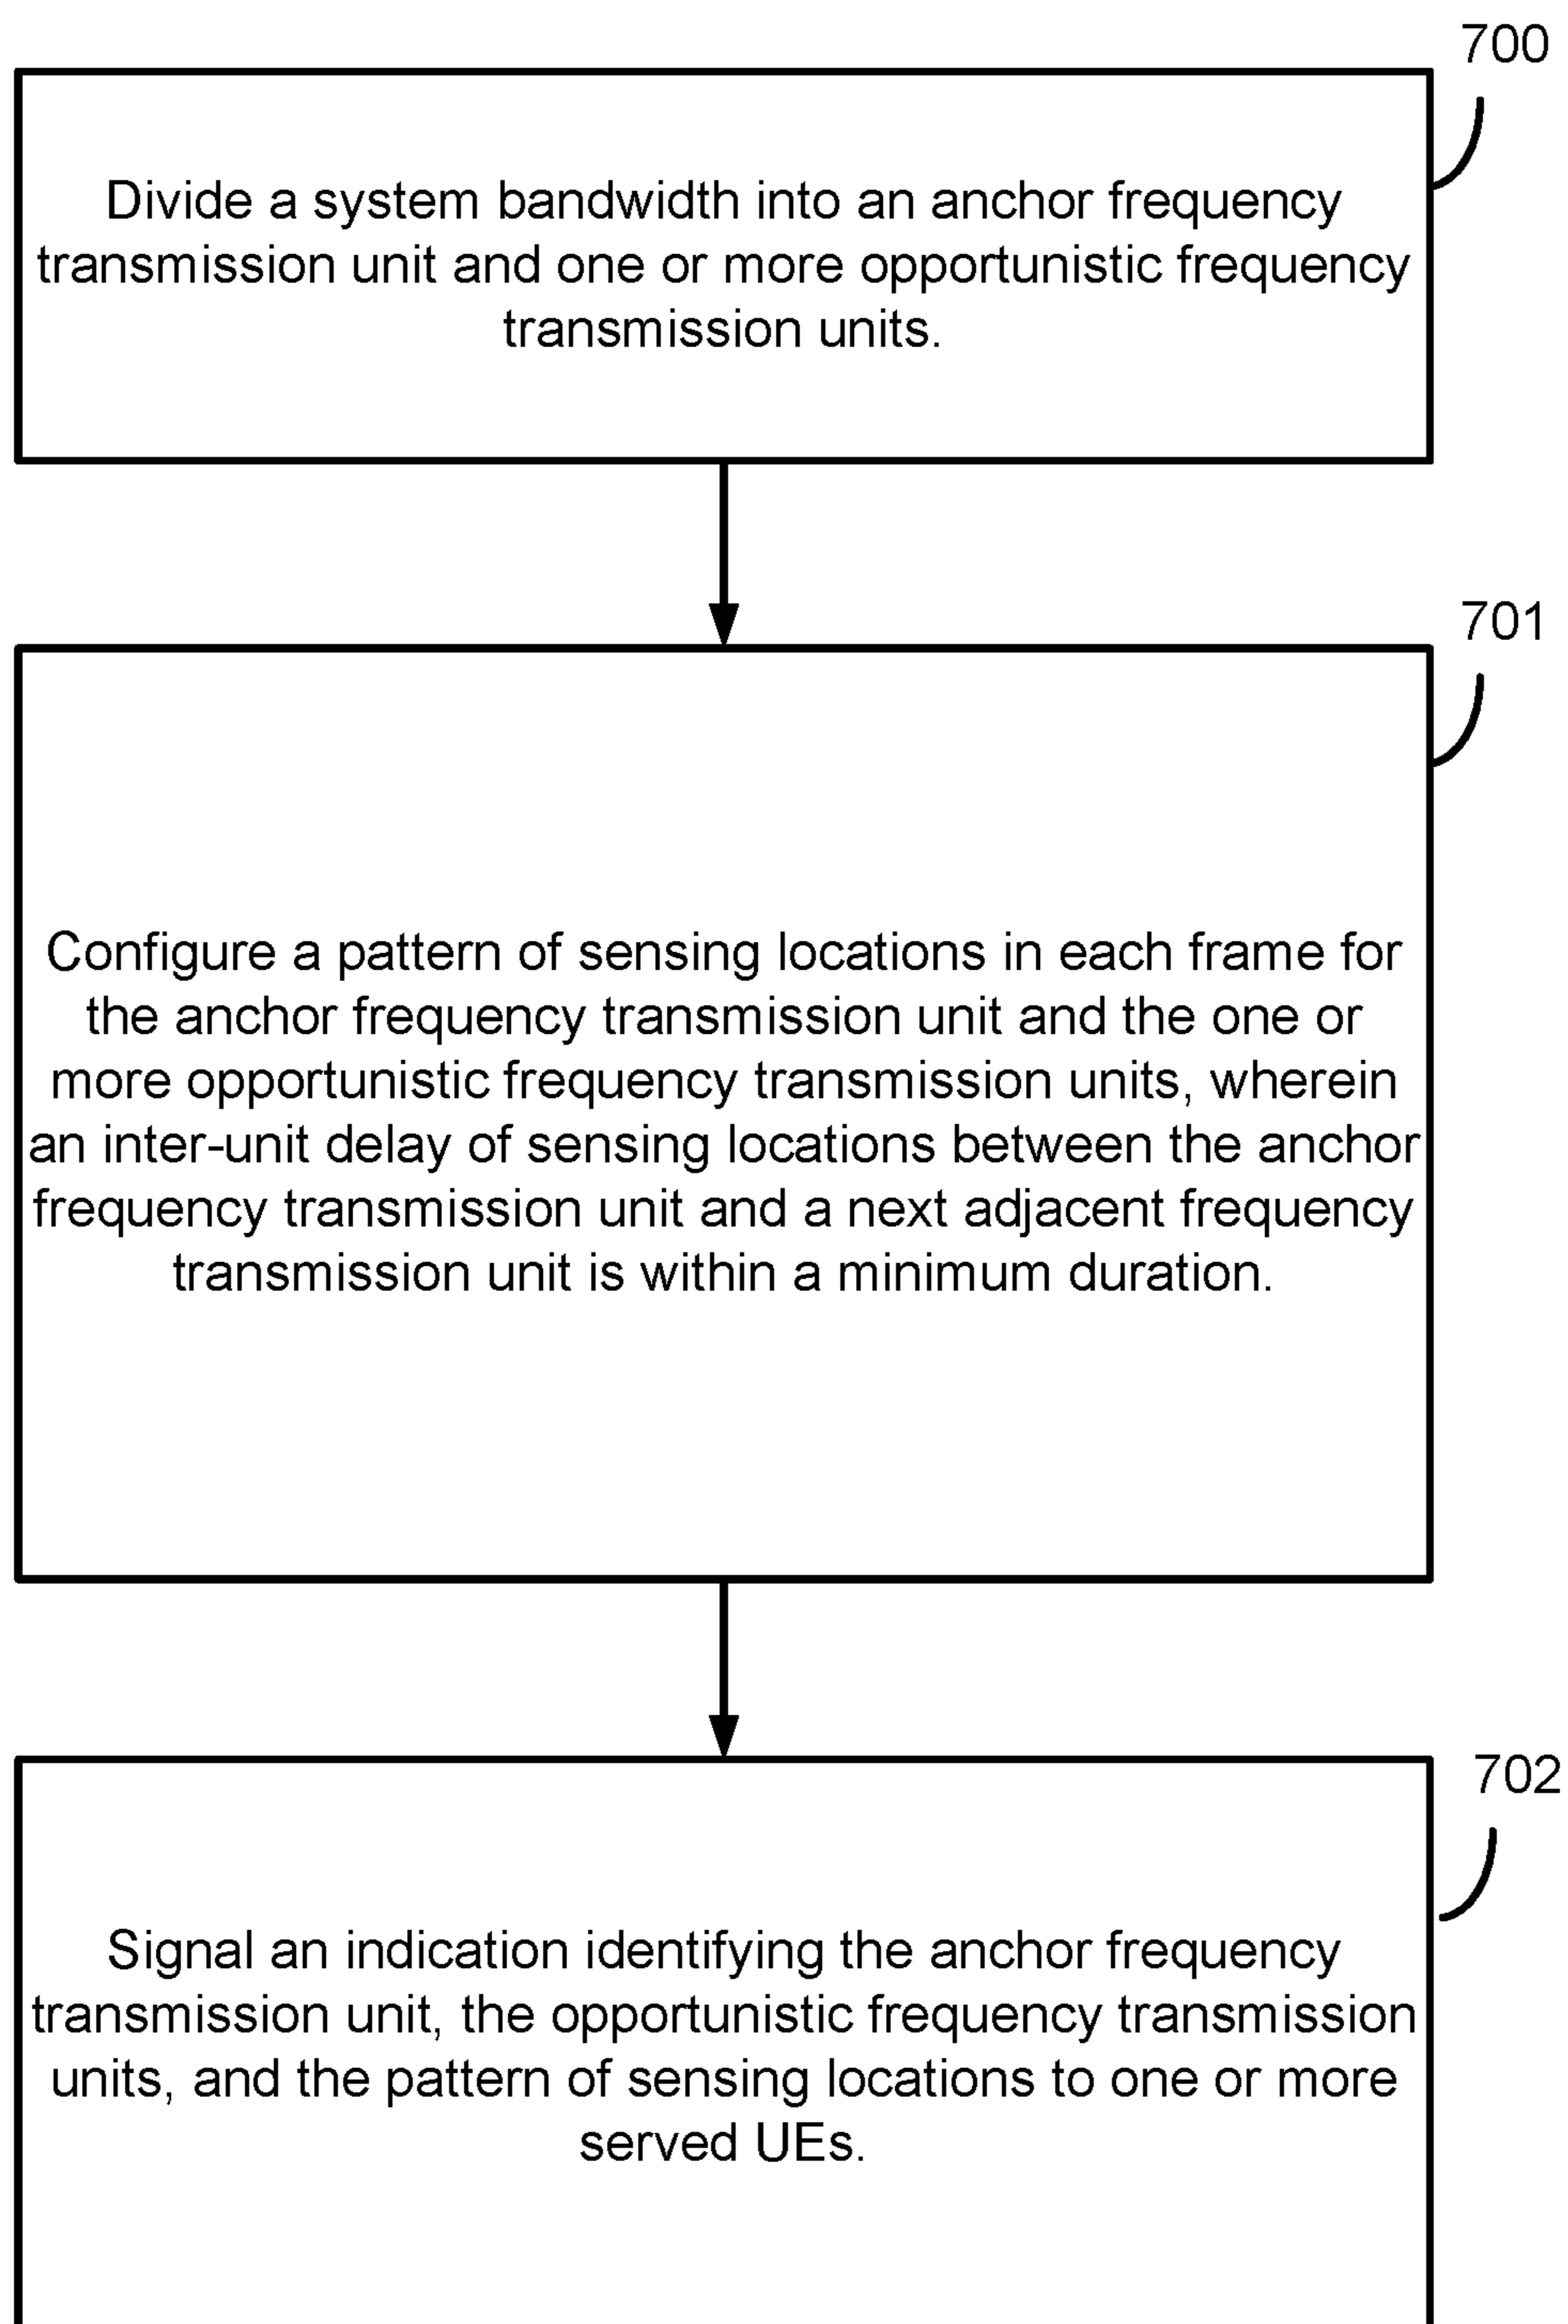 700
Divide a system bandwidth into an anchor frequency
transmission unit and one or more opportunistic frequency
transmission units.
701
Configure a pattern of sensing locations in each frame for
the anchor frequency transmission unit and the one or
more opportunistic frequency transmission units, wherein
an inter-unit delay of sensing locations between the anchor
frequency transmission unit and a next adjacent frequency
transmission unit is within a minimum duration.
702
Signal an indication identifying the anchor frequency
transmission unit, the opportunistic frequency transmission
units, and the pattern of sensing locations to one or more
served UEs.